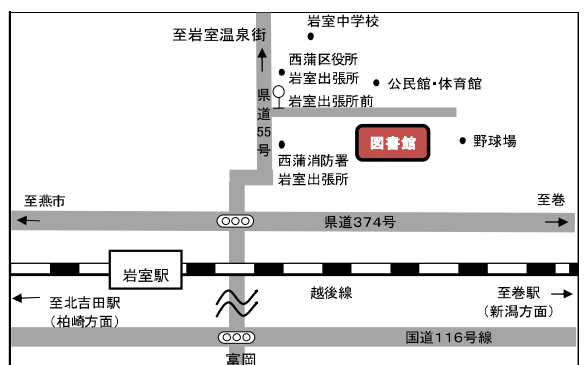 岩室中学校
至岩室温泉街
西蒲区役所
岩室出張所
公民館・体育館
岩室出張所前
県道55号
図書館
野球場
西蒲消防署
岩室出張所
至燕市
至巻
県道374号
岩室駅
越後線
至北吉田駅
(柏崎方面)
至巻駅
(新潟方面)
国道116号線
富岡